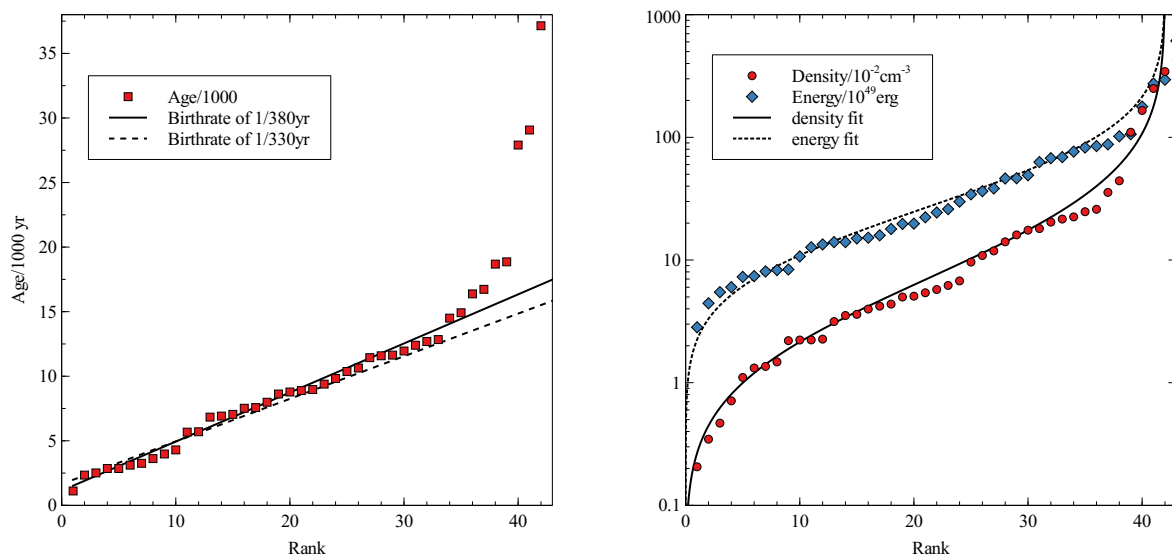 35
30
25
20
15
10
5
0
Age/1000 yr
0 10 20 30 40
Rank
Age/1000
Birthrate of 1/380yr
Birthrate of 1/330yr
1000
100
10
1
0.1
0 10 20 30 40
Rank
Density/10⁻²cm⁻³
Energy/10⁴⁹erg
density fit
energy fit